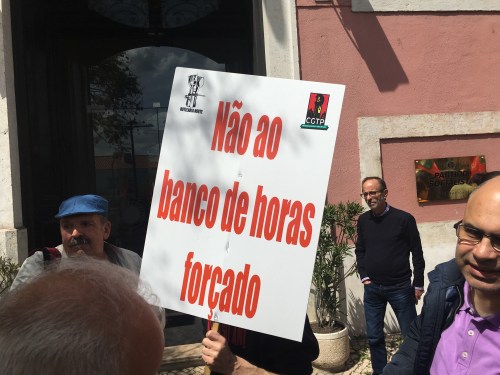 CGTP
Não ao
banco de horas
forçado